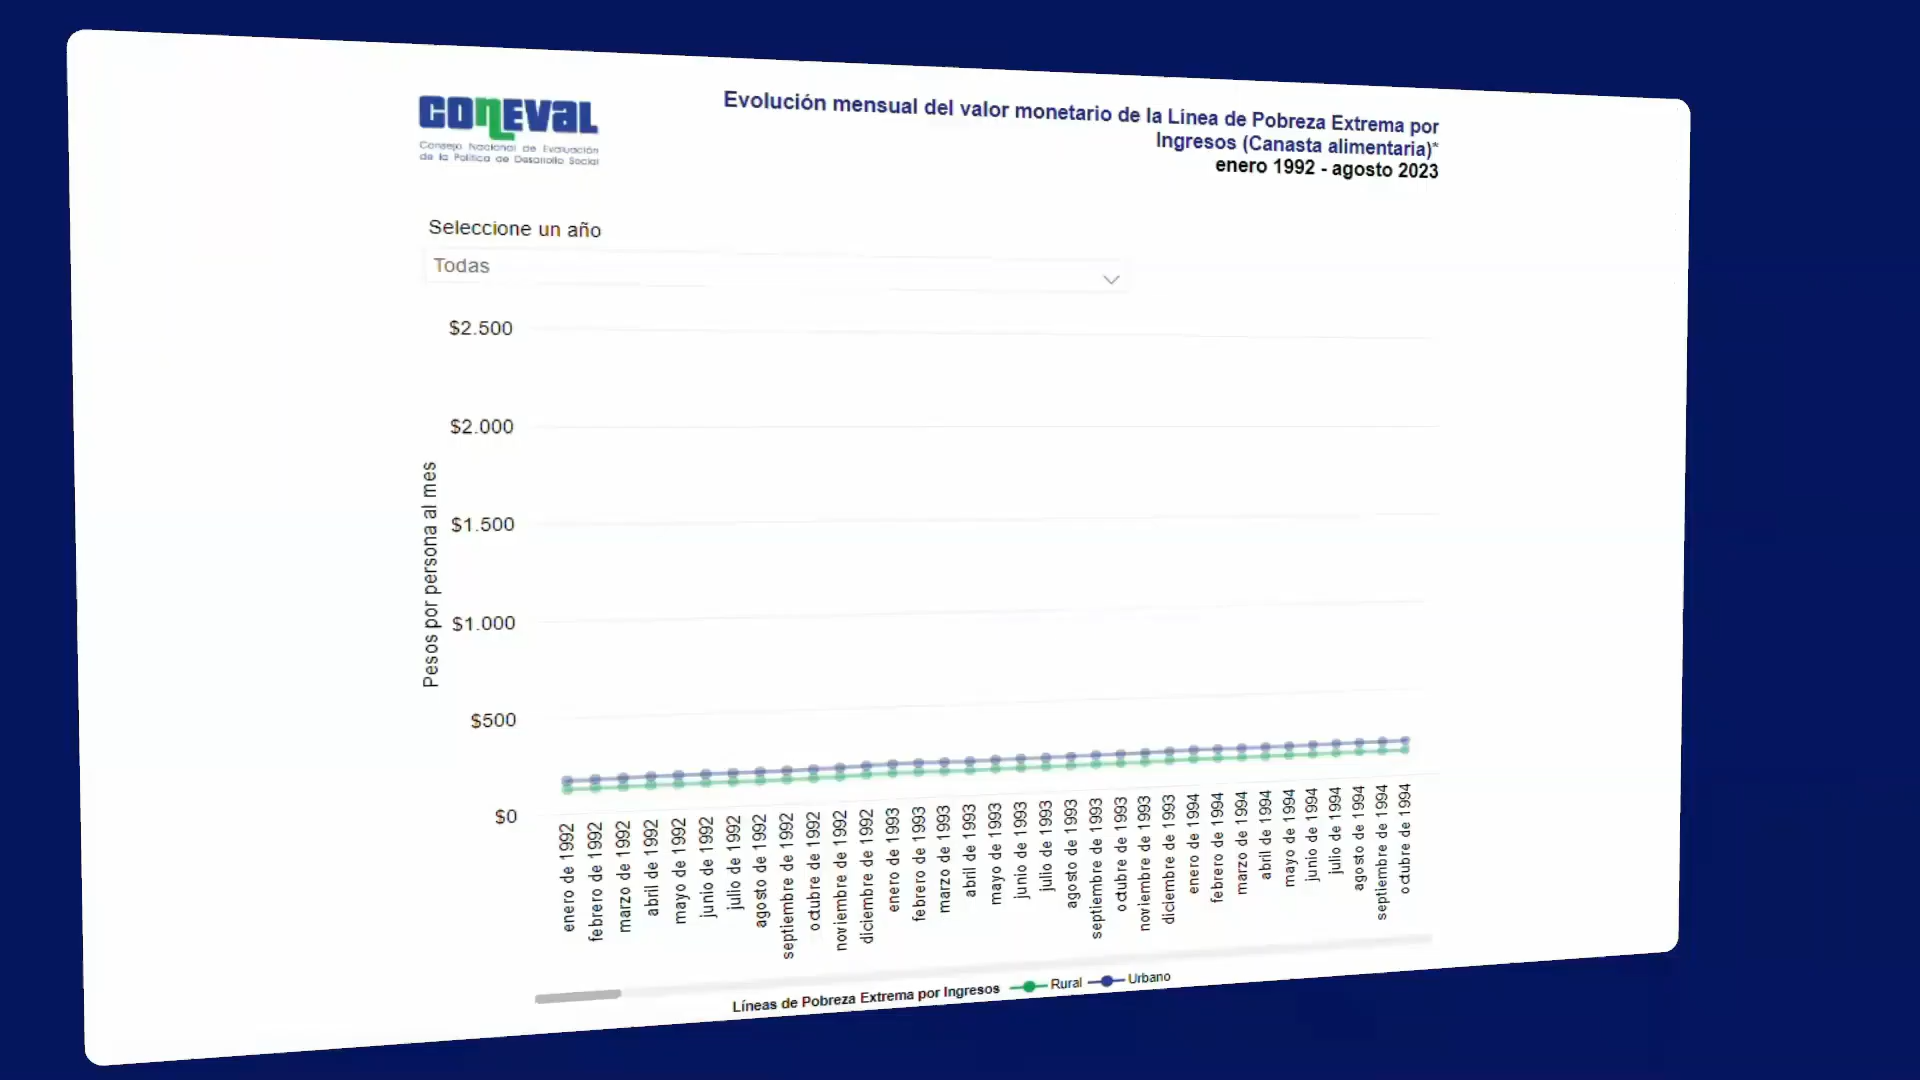 CONEVAL
Consejo Nacional de Evaluación
de la Política de Desarrollo Social
Evolución mensual del valor monetario de la Línea de Pobreza Extrema por
Ingresos (Canasta alimentaria)*
enero 1992 - agosto 2023
Seleccione un año
Todas
Pesos por persona al mes
$2.500
$2.000
$1.500
$1.000
$500
$0
enero de 1992
febrero de 1992
marzo de 1992
abril de 1992
mayo de 1992
junio de 1992
julio de 1992
agosto de 1992
septiembre de 1992
octubre de 1992
noviembre de 1992
diciembre de 1992
enero de 1993
febrero de 1993
marzo de 1993
abril de 1993
mayo de 1993
junio de 1993
julio de 1993
agosto de 1993
septiembre de 1993
octubre de 1993
noviembre de 1993
diciembre de 1993
enero de 1994
febrero de 1994
marzo de 1994
abril de 1994
mayo de 1994
junio de 1994
julio de 1994
agosto de 1994
septiembre de 1994
octubre de 1994
Líneas de Pobreza Extrema por Ingresos Rural Urbano